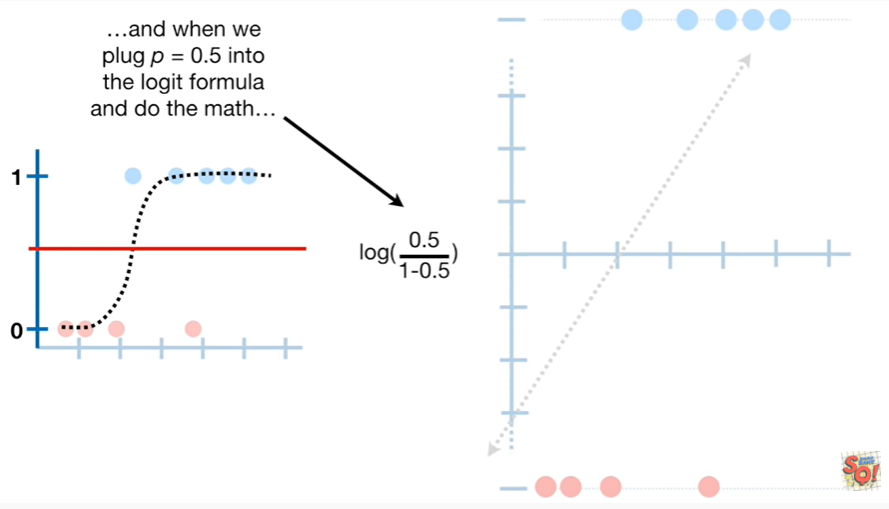 …and when we
plug p = 0.5 into
the logit formula
and do the math…
1
0
log(0.5/1-0.5)
SQ!